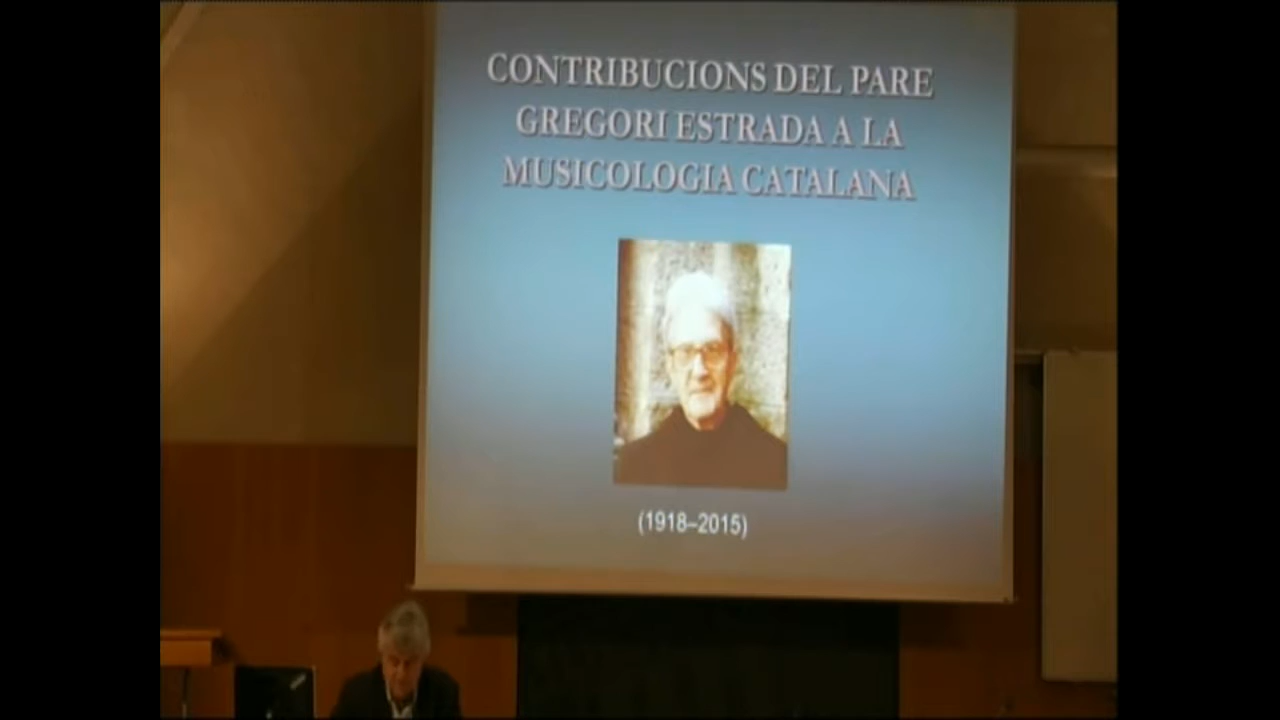 CONTRIBUCIONS DEL PARE
GREGORI ESTRADA A LA
MUSICOLOGIA CATALANA
(1918–2015)